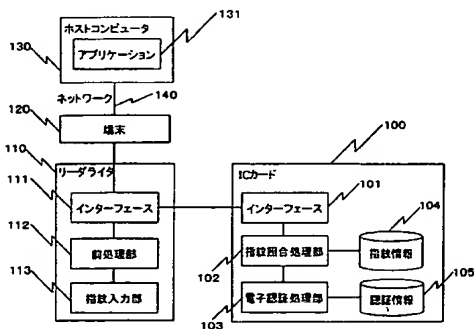 ホストコンピュータ
131
アプリケーション
130
ネットワーク
140
120
端末
110
リーダライタ
111
インターフェース
112
前処理部
113
指紋入力部
100
ICカード
101
インターフェース
104
102
指紋照合処理部
指紋情報
105
103
電子認証処理部
認証情報